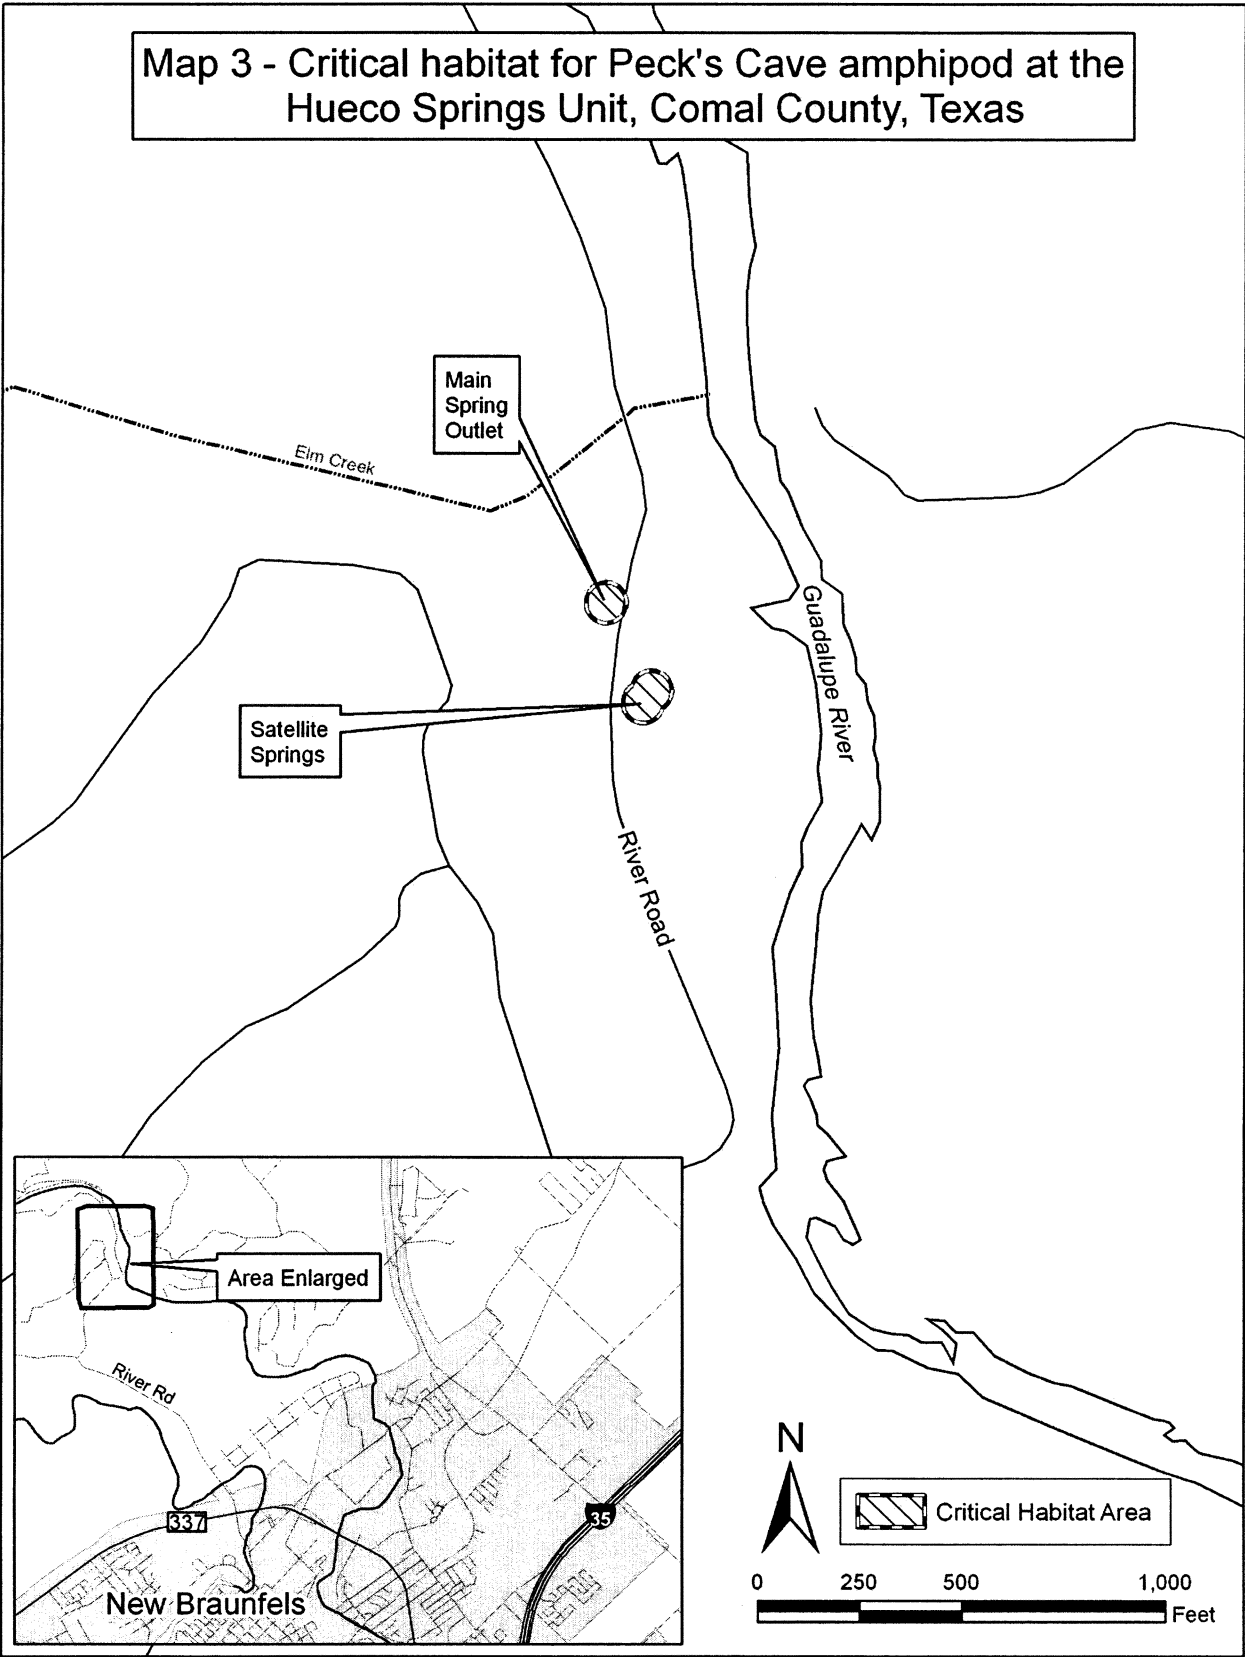 Map 3 - Critical habitat for Peck's Cave amphipod at the
Hueco Springs Unit, Comal County, Texas
Main
Spring
Outlet
Elm Creek
Guadalupe River
Satellite
Springs
River Road
Area Enlarged
River Rd
337
35
New Braunfels
N
Critical Habitat Area
0 250 500 1,000
Feet